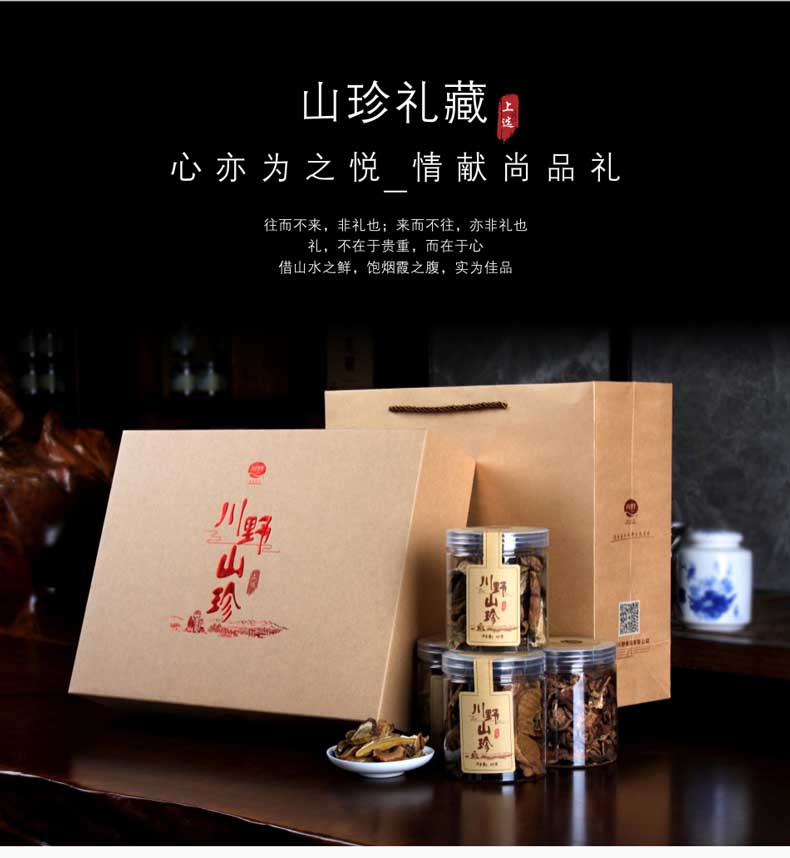 山珍礼藏
上选
心亦为之悦_情献尚品礼
往而不来，非礼也；来而不往，亦非礼也
礼，不在于贵重，而在于心
借山水之鲜，饱烟霞之腹，实为佳品
川野山珍
上选
川野山珍
川野山珍